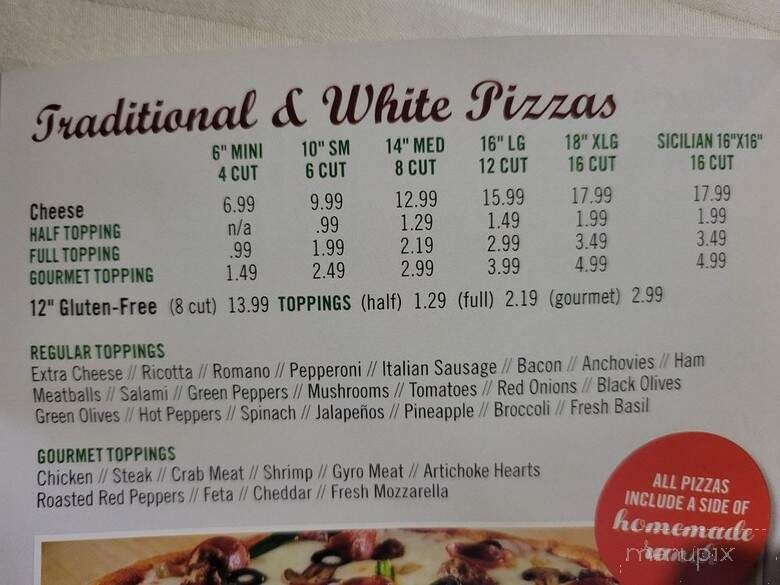 Traditional & White Pizzas
6" MINI 10" SM 14" MED 16" LG 18" XLG SICILIAN 16"X16"
4 CUT 6 CUT 8 CUT 12 CUT 16 CUT 16 CUT
Cheese 6.99 9.99 12.99 15.99 17.99 17.99
HALF TOPPING n/a .99 1.29 1.49 1.99 1.99
FULL TOPPING .99 1.99 2.19 2.99 3.49 3.49
GOURMET TOPPING 1.49 2.49 2.99 3.99 4.99 4.99
12" Gluten-Free (8 cut) 13.99 TOPPINGS (half) 1.29 (full) 2.19 (gourmet) 2.99
REGULAR TOPPINGS
Extra Cheese // Ricotta // Romano // Pepperoni // Italian Sausage // Bacon // Anchovies // Ham
Meatballs // Salami // Green Peppers // Mushrooms // Tomatoes // Red Onions // Black Olives
Green Olives // Hot Peppers // Spinach // Jalapeños // Pineapple // Broccoli // Fresh Basil
GOURMET TOPPINGS
Chicken // Steak // Crab Meat // Shrimp // Gyro Meat // Artichoke Hearts
Roasted Red Peppers // Feta // Cheddar // Fresh Mozzarella
ALL PIZZAS
INCLUDE A SIDE OF
homemade
menupix